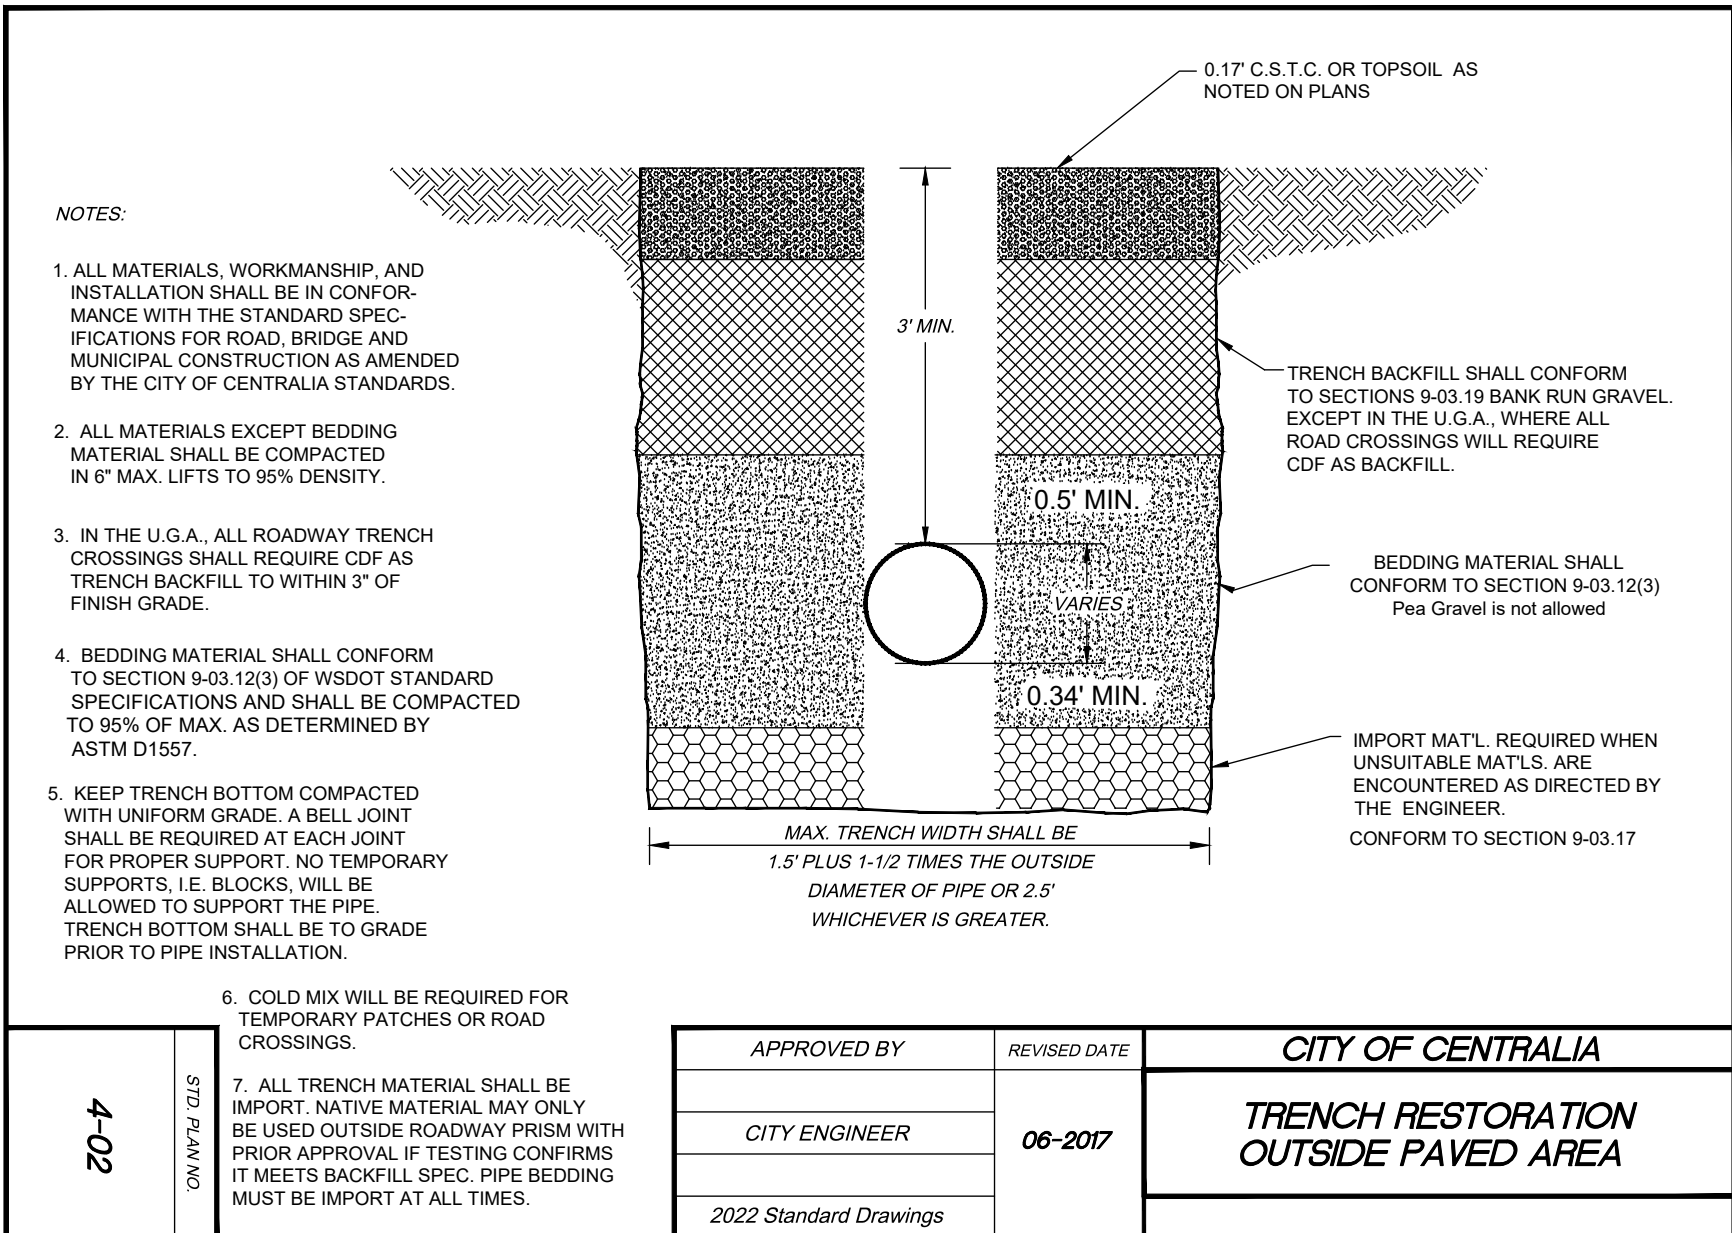 0.17' C.S.T.C. OR TOPSOIL AS
NOTED ON PLANS
NOTES:
1. ALL MATERIALS, WORKMANSHIP, AND
INSTALLATION SHALL BE IN CONFOR-
MANCE WITH THE STANDARD SPEC-
IFICATIONS FOR ROAD, BRIDGE AND
MUNICIPAL CONSTRUCTION AS AMENDED
BY THE CITY OF CENTRALIA STANDARDS.
2. ALL MATERIALS EXCEPT BEDDING
MATERIAL SHALL BE COMPACTED
IN 6" MAX. LIFTS TO 95% DENSITY.
3. IN THE U.G.A., ALL ROADWAY TRENCH
CROSSINGS SHALL REQUIRE CDF AS
TRENCH BACKFILL TO WITHIN 3" OF
FINISH GRADE.
4. BEDDING MATERIAL SHALL CONFORM
TO SECTION 9-03.12(3) OF WSDOT STANDARD
SPECIFICATIONS AND SHALL BE COMPACTED
TO 95% OF MAX. AS DETERMINED BY
ASTM D1557.
5. KEEP TRENCH BOTTOM COMPACTED
WITH UNIFORM GRADE. A BELL JOINT
SHALL BE REQUIRED AT EACH JOINT
FOR PROPER SUPPORT. NO TEMPORARY
SUPPORTS, I.E. BLOCKS, WILL BE
ALLOWED TO SUPPORT THE PIPE.
TRENCH BOTTOM SHALL BE TO GRADE
PRIOR TO PIPE INSTALLATION.
6. COLD MIX WILL BE REQUIRED FOR
TEMPORARY PATCHES OR ROAD
CROSSINGS.
7. ALL TRENCH MATERIAL SHALL BE
IMPORT. NATIVE MATERIAL MAY ONLY
BE USED OUTSIDE ROADWAY PRISM WITH
PRIOR APPROVAL IF TESTING CONFIRMS
IT MEETS BACKFILL SPEC. PIPE BEDDING
MUST BE IMPORT AT ALL TIMES.
3' MIN.
0.5' MIN.
VARIES
0.34' MIN.
TRENCH BACKFILL SHALL CONFORM
TO SECTIONS 9-03.19 BANK RUN GRAVEL.
EXCEPT IN THE U.G.A., WHERE ALL
ROAD CROSSINGS WILL REQUIRE
CDF AS BACKFILL.
BEDDING MATERIAL SHALL
CONFORM TO SECTION 9-03.12(3)
Pea Gravel is not allowed
IMPORT MAT'L. REQUIRED WHEN
UNSUITABLE MAT'LS. ARE
ENCOUNTERED AS DIRECTED BY
THE ENGINEER.
CONFORM TO SECTION 9-03.17
MAX. TRENCH WIDTH SHALL BE
1.5' PLUS 1-1/2 TIMES THE OUTSIDE
DIAMETER OF PIPE OR 2.5'
WHICHEVER IS GREATER.
4-02
STD. PLAN NO.
APPROVED BY
CITY ENGINEER
2022 Standard Drawings
REVISED DATE
06-2017
CITY OF CENTRALIA
TRENCH RESTORATION
OUTSIDE PAVED AREA